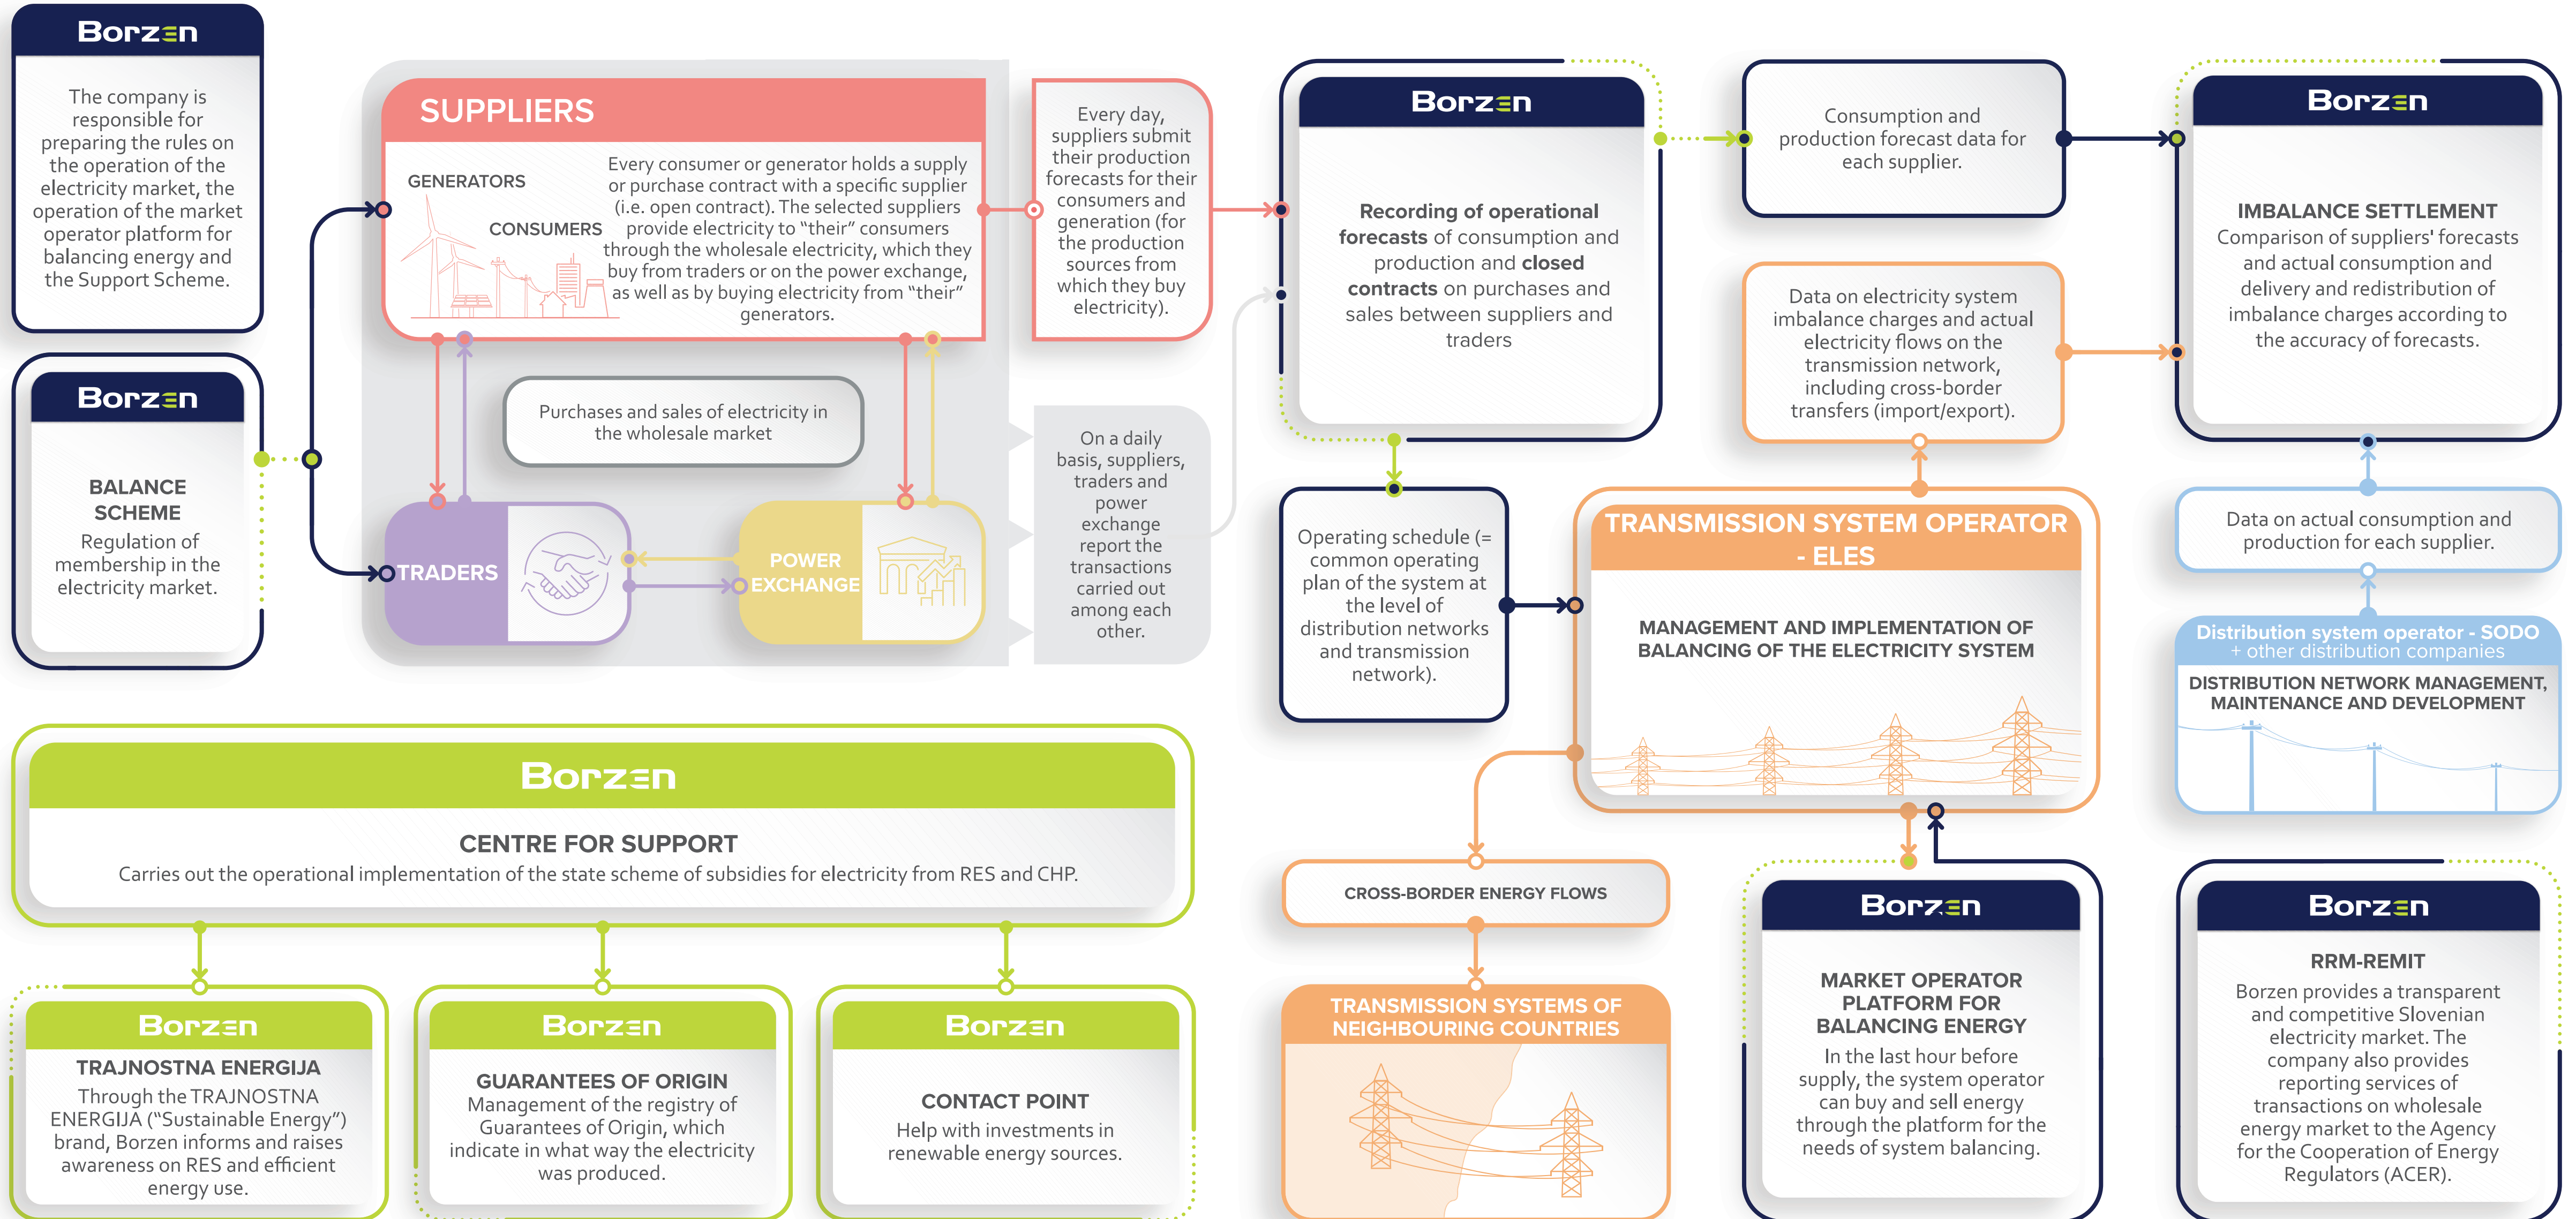 Borzen
The company is
responsible for
preparing the rules on
the operation of the
electricity market, the
operation of the market
operator platform for
balancing energy and
the Support Scheme.
Borzen
BALANCE
SCHEME
Regulation of
membership in the
electricity market.
SUPPLIERS
GENERATORS
CONSUMERS
Every consumer or generator holds a supply
or purchase contract with a specific supplier
(i.e. open contract). The selected suppliers
provide electricity to “their” consumers
through the wholesale electricity, which they
buy from traders or on the power exchange,
as well as by buying electricity from “their”
generators.
Purchases and sales of electricity in
the wholesale market
TRADERS
POWER
EXCHANGE
Every day,
suppliers submit
their production
forecasts for their
consumers and
generation (for
the production
sources from
which they buy
electricity).
On a daily
basis, suppliers,
traders and
power
exchange
report the
transactions
carried out
among each
other.
Borzen
Recording of operational
forecasts of consumption and
production and closed
contracts on purchases and
sales between suppliers and
traders
Consumption and
production forecast data for
each supplier.
Data on electricity system
imbalance charges and actual
electricity flows on the
transmission network,
including cross-border
transfers (import/export).
Borzen
IMBALANCE SETTLEMENT
Comparison of suppliers' forecasts
and actual consumption and
delivery and redistribution of
imbalance charges according to
the accuracy of forecasts.
Operating schedule (=
common operating
plan of the system at
the level of
distribution networks
and transmission
network).
TRANSMISSION SYSTEM OPERATOR
- ELES
MANAGEMENT AND IMPLEMENTATION OF
BALANCING OF THE ELECTRICITY SYSTEM
Data on actual consumption and
production for each supplier.
Distribution system operator - SODO
+ other distribution companies
DISTRIBUTION NETWORK MANAGEMENT,
MAINTENANCE AND DEVELOPMENT
Borzen
CENTRE FOR SUPPORT
Carries out the operational implementation of the state scheme of subsidies for electricity from RES and CHP.
Borzen
TRAJNOSTNA ENERGIJA
Through the TRAJNOSTNA
ENERGIJA (“Sustainable Energy”)
brand, Borzen informs and raises
awareness on RES and efficient
energy use.
Borzen
GUARANTEES OF ORIGIN
Management of the registry of
Guarantees of Origin, which
indicate in what way the electricity
was produced.
Borzen
CONTACT POINT
Help with investments in
renewable energy sources.
CROSS-BORDER ENERGY FLOWS
TRANSMISSION SYSTEMS OF
NEIGHBOURING COUNTRIES
Borzen
MARKET OPERATOR
PLATFORM FOR
BALANCING ENERGY
In the last hour before
supply, the system operator
can buy and sell energy
through the platform for the
needs of system balancing.
Borzen
RRM-REMIT
Borzen provides a transparent
and competitive Slovenian
electricity market. The
company also provides
reporting services of
transactions on wholesale
energy market to the Agency
for the Cooperation of Energy
Regulators (ACER).